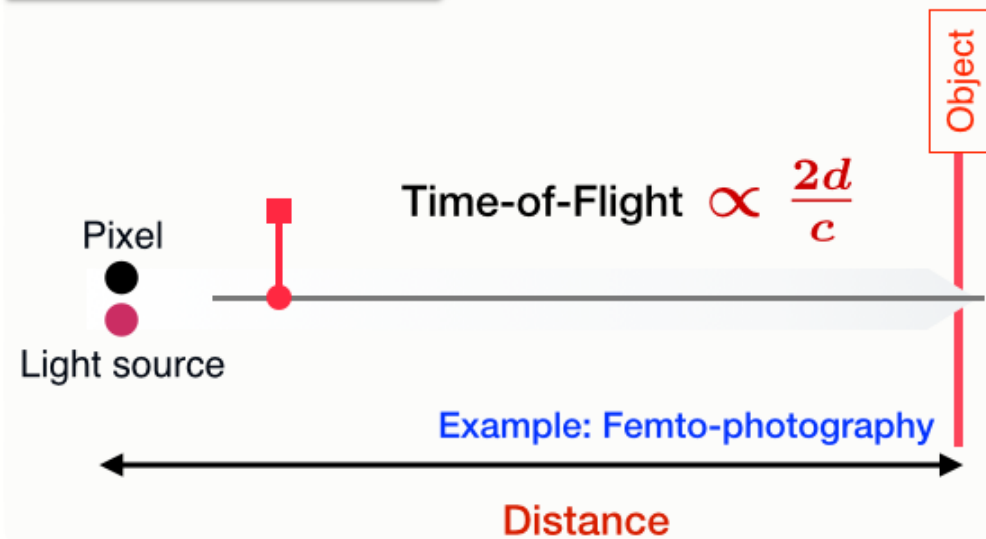 Object
Time-of-Flight ∝ 2d/c
Pixel
Light source
Example: Femto-photography
Distance